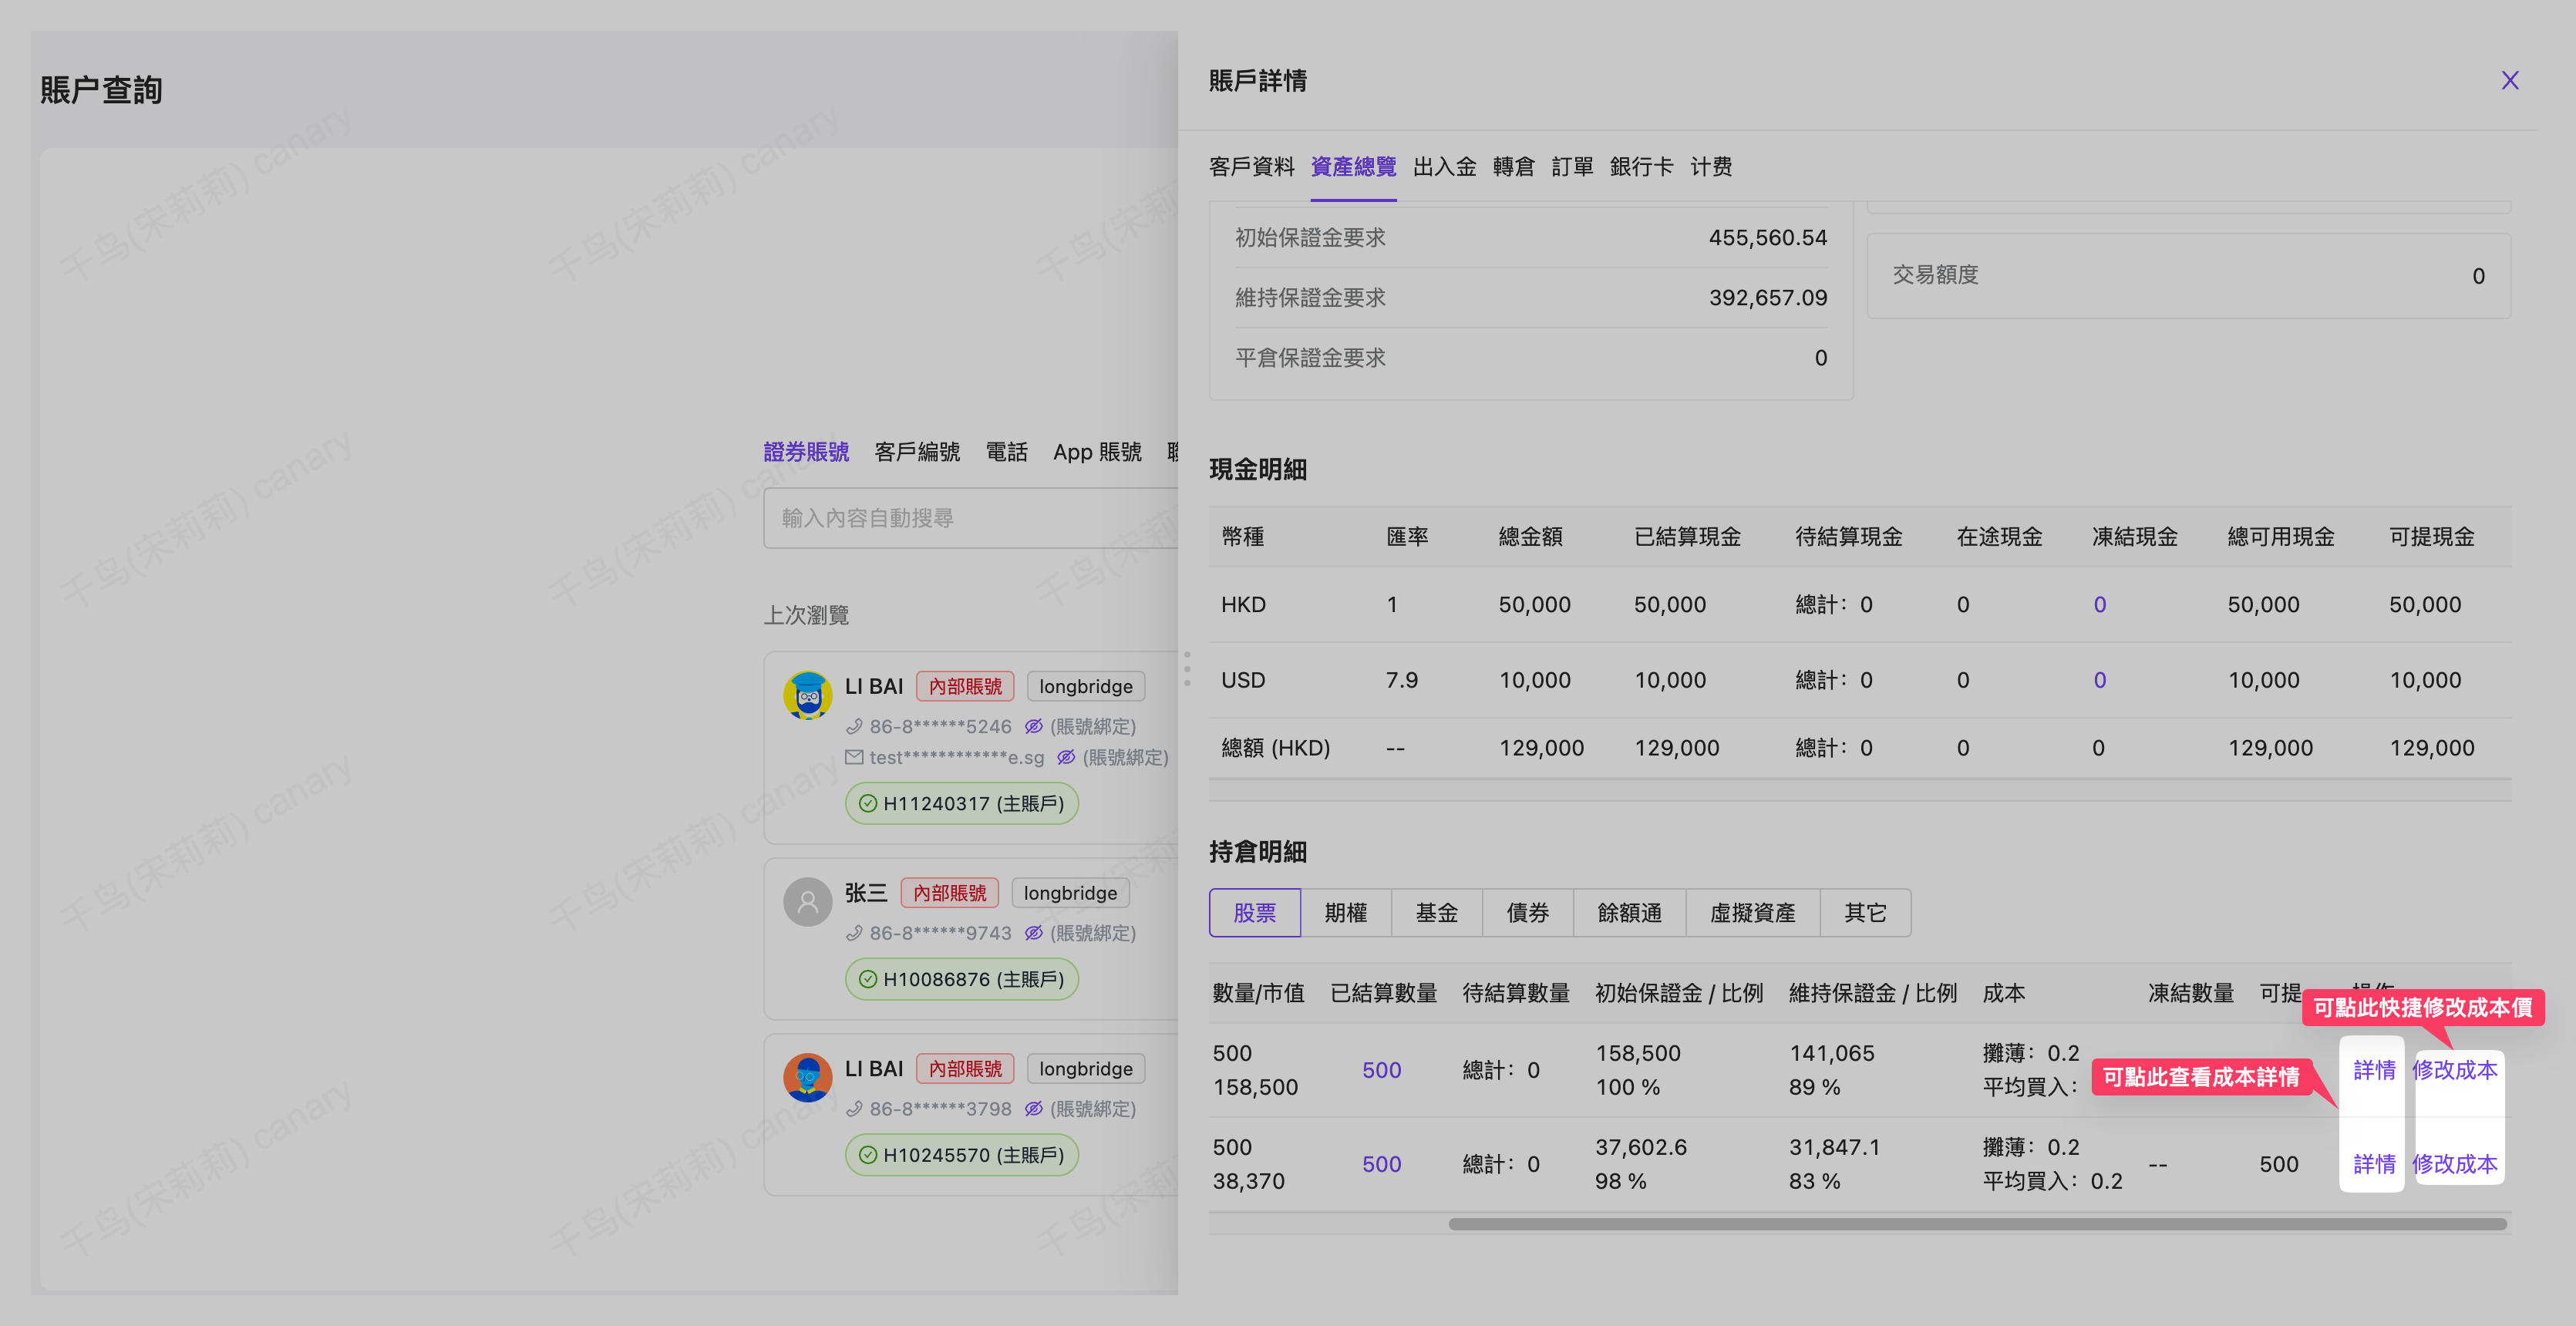 賬户查詢
證券賬號 客戶編號 電話 App 賬號
輸入內容自動搜尋
上次瀏覽
LI BAI 內部賬號 longbridge
86-8******5246 (賬號綁定)
test************e.sg (賬號綁定)
H11240317 (主賬戶)
张三 內部賬號 longbridge
86-8******9743 (賬號綁定)
H10086876 (主賬戶)
LI BAI 內部賬號 longbridge
86-8******3798 (賬號綁定)
H10245570 (主賬戶)
千鸟(宋莉莉) canary
賬戶詳情
客戶資料 資產總覽 出入金 轉倉 訂單 銀行卡 计费
初始保證金要求 455,560.54
維持保證金要求 392,657.09
平倉保證金要求 0
交易額度 0
現金明細
幣種 匯率 總金額 已結算現金 待結算現金 在途現金 凍結現金 總可用現金 可提現金
HKD 1 50,000 50,000 總計：0 0 0 50,000 50,000
USD 7.9 10,000 10,000 總計：0 0 0 10,000 10,000
總額 (HKD) -- 129,000 129,000 總計：0 0 0 129,000 129,000
持倉明細
股票 期權 基金 債券 餘額通 虛擬資產 其它
數量/市值 已結算數量 待結算數量 初始保證金 / 比例 維持保證金 / 比例 成本 凍結數量 可提
可點此快捷修改成本價
500 158,500 141,065 攤薄：0.2
500 總計：0 詳情 修改成本
158,500 100 % 89 % 平均買入：
可點此查看成本詳情
500 37,602.6 31,847.1 攤薄：0.2
500 總計：0 -- 500 詳情 修改成本
38,370 98 % 83 % 平均買入：0.2